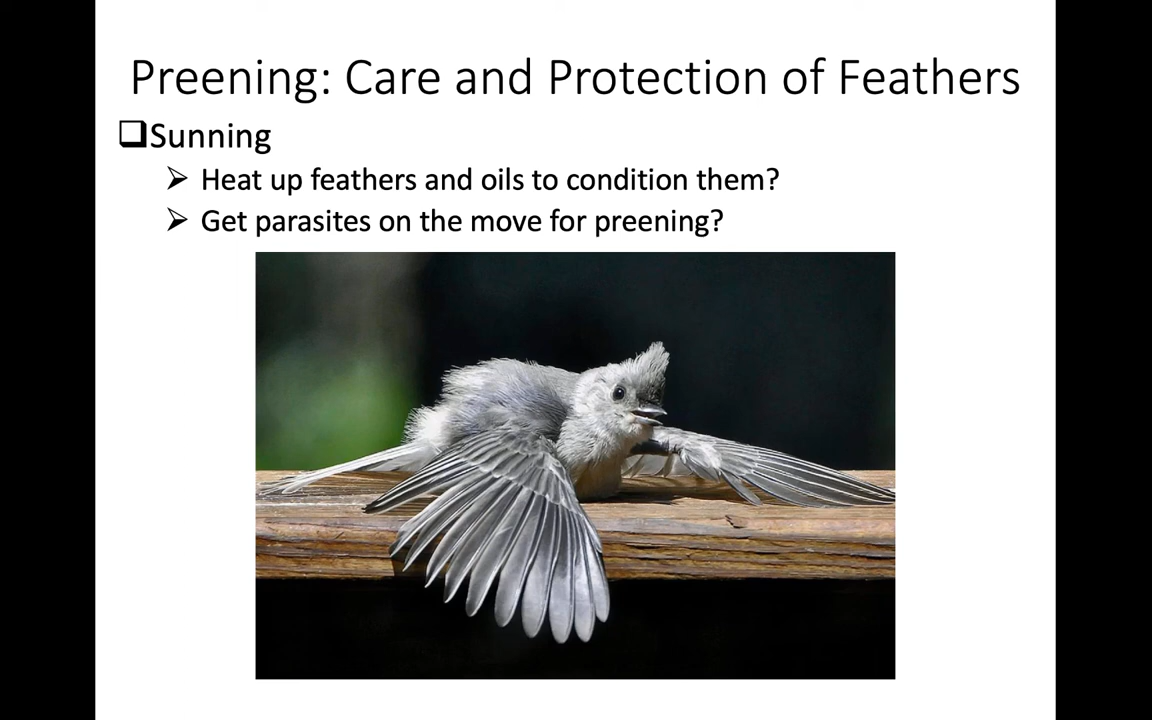 Preening: Care and Protection of Feathers
❑Sunning
➢ Heat up feathers and oils to condition them?
➢ Get parasites on the move for preening?